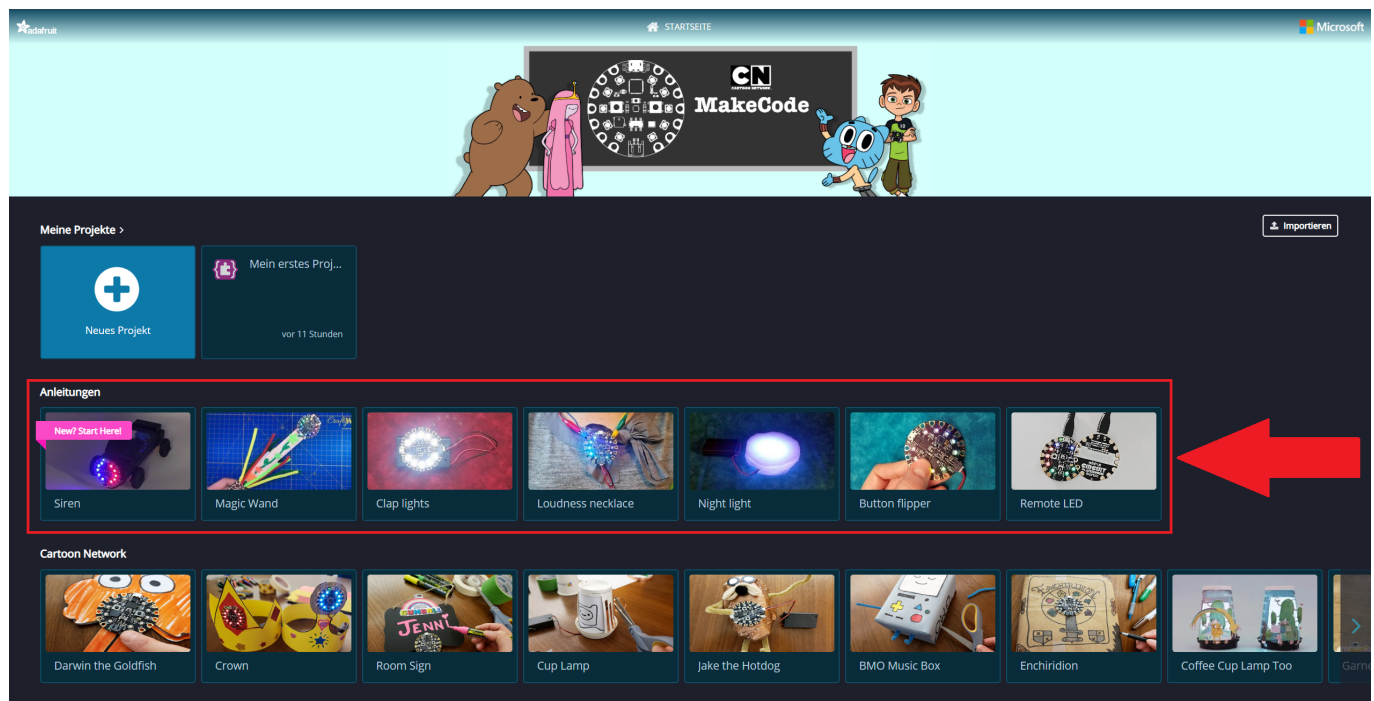 adafruit
STARTSEITE
Microsoft
CN
CARTOON NETWORK
MakeCode
Meine Projekte >
Importieren
Neues Projekt
Mein erstes Proj...
vor 11 Stunden
Anleitungen
New? Start Here!
Siren
Magic Wand
Clap lights
Loudness necklace
Night light
Button flipper
Remote LED
Cartoon Network
JENNI
Darwin the Goldfish
Crown
Room Sign
Cup Lamp
Jake the Hotdog
BMO Music Box
Enchiridion
Coffee Cup Lamp Too
Garne